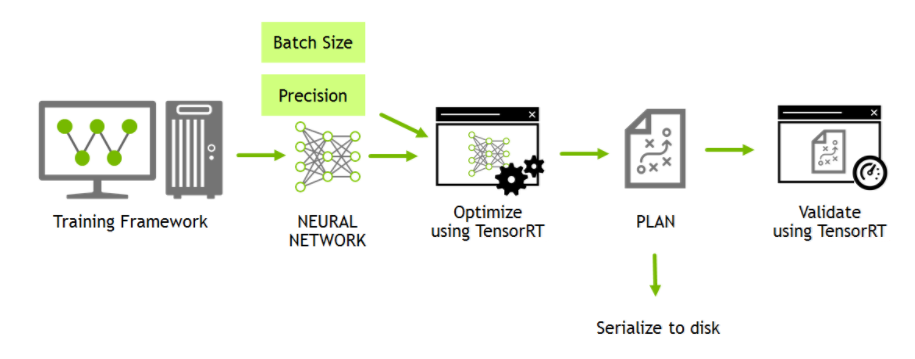 Batch Size
Precision
Training Framework
NEURAL
NETWORK
Optimize
using TensorRT
PLAN
Validate
using TensorRT
Serialize to disk